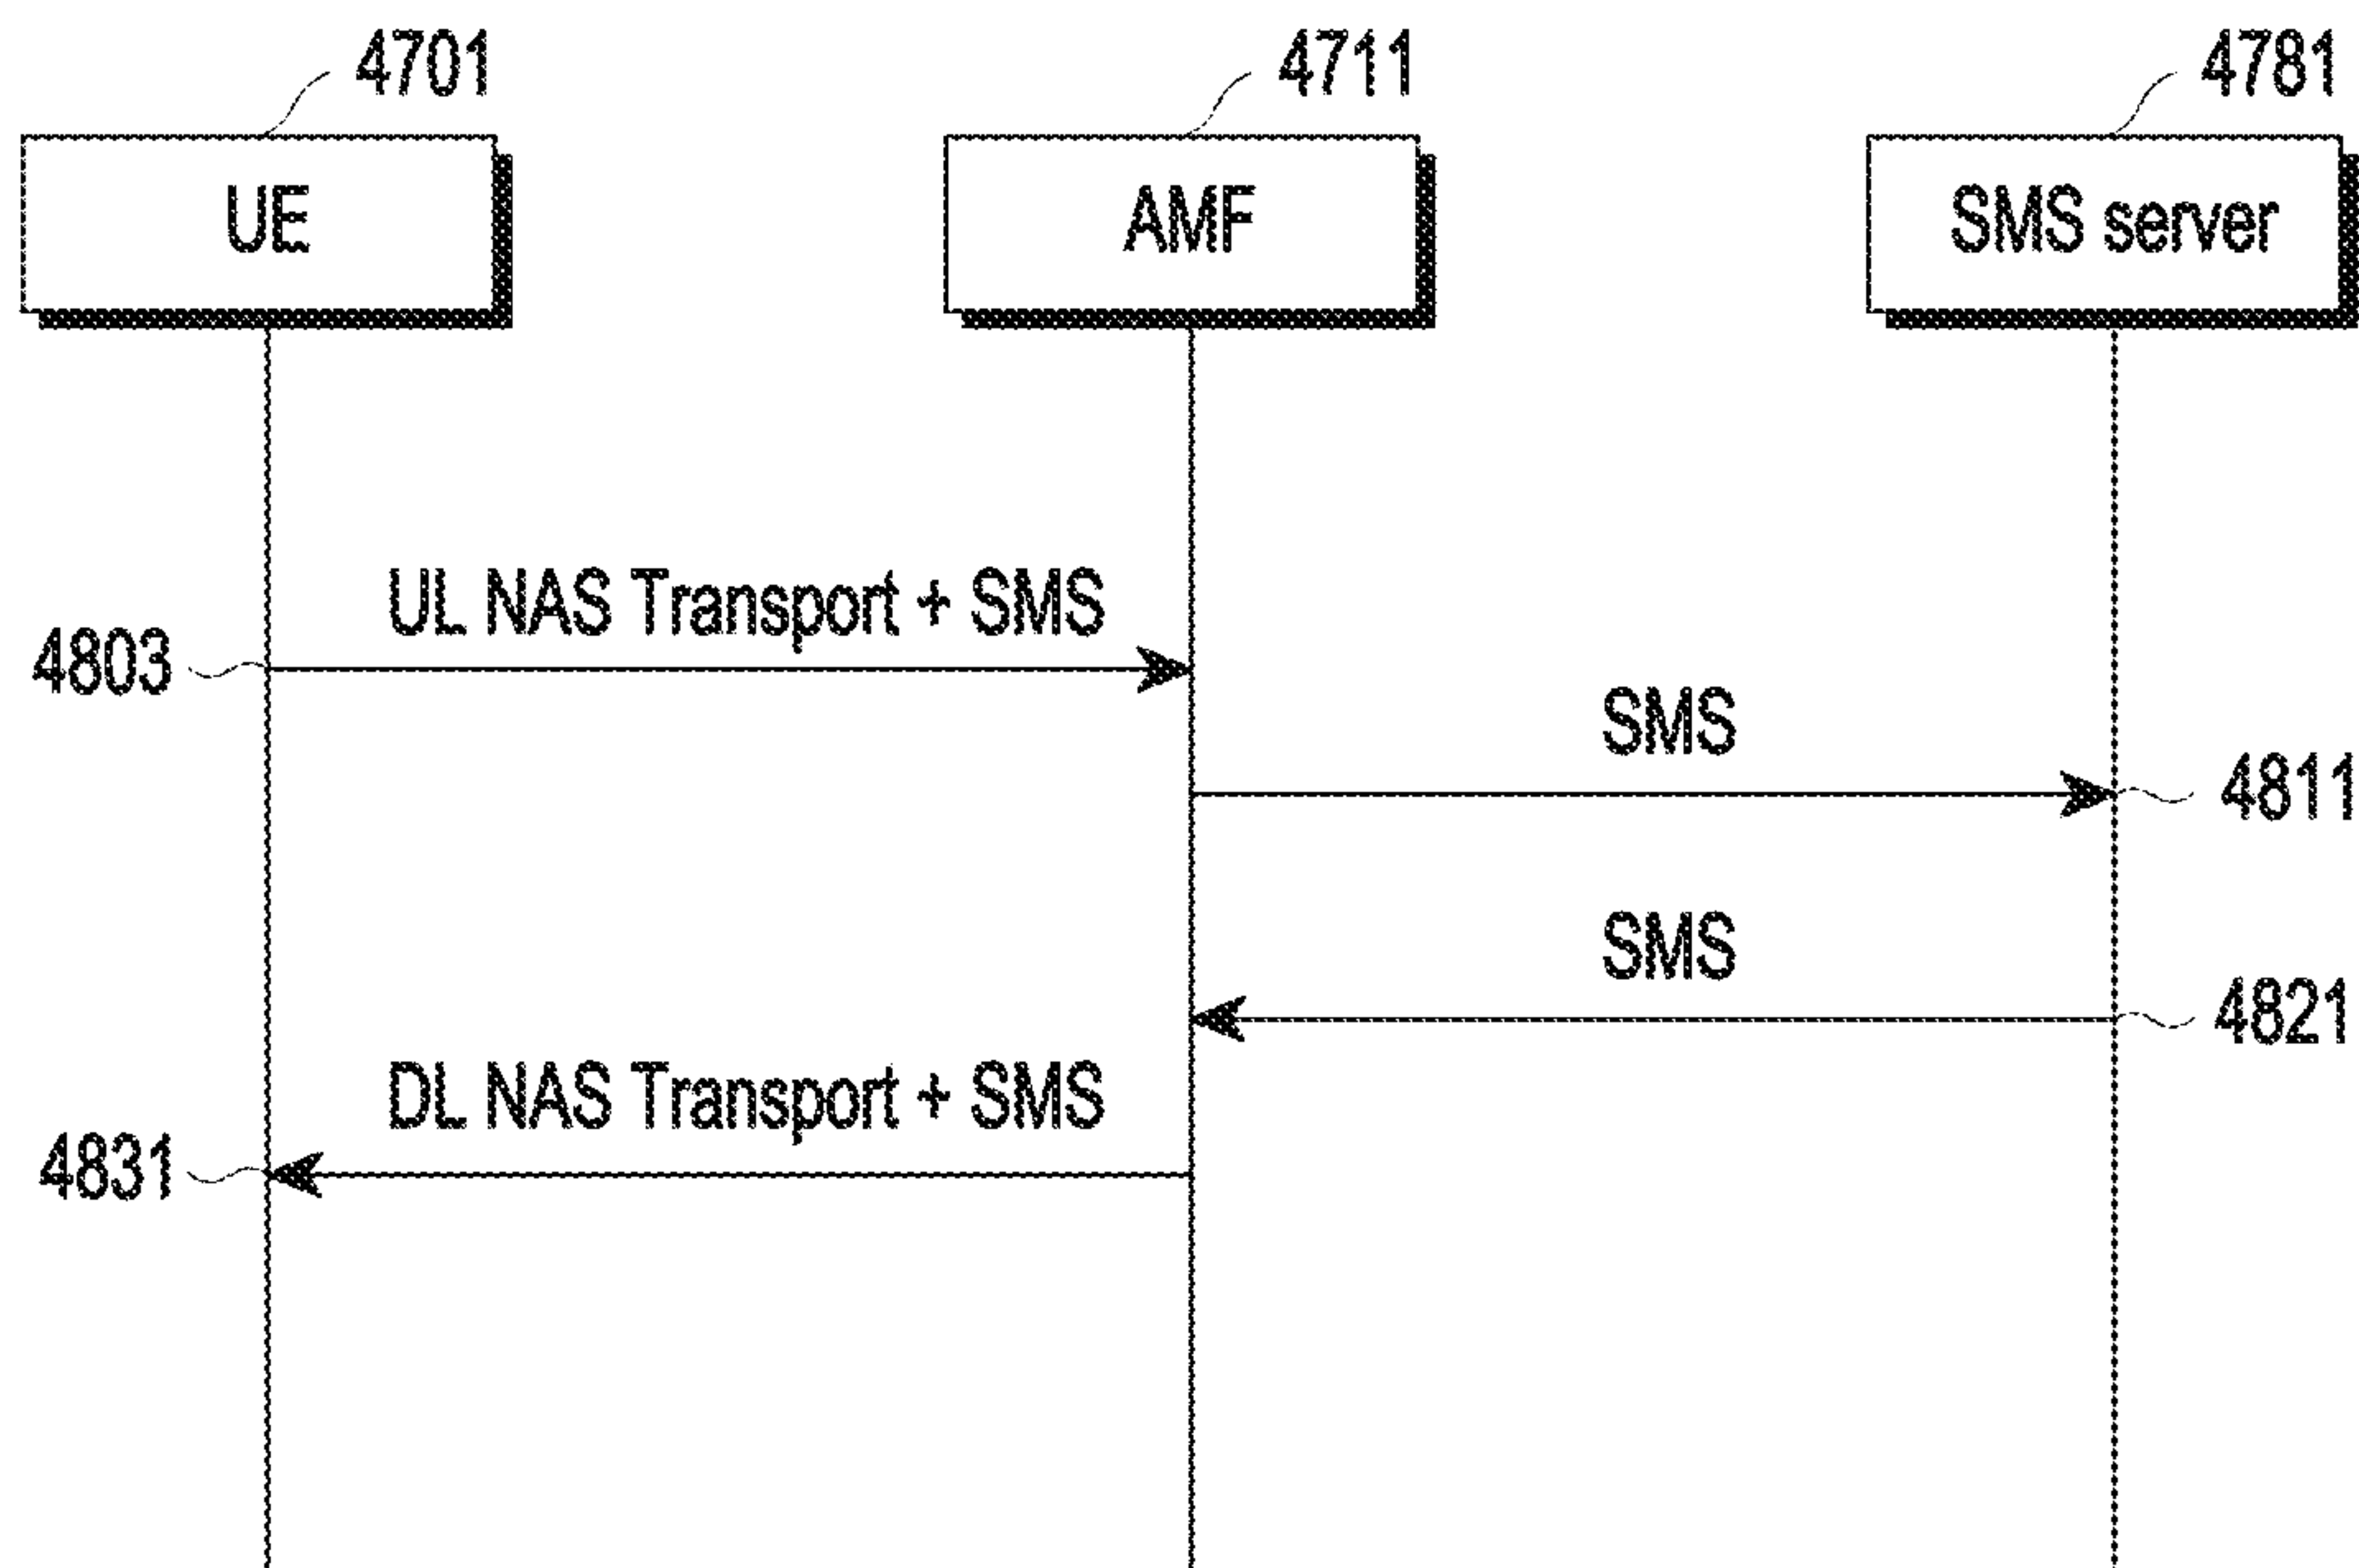 4701
4711
4781
UE
AMF
SMS server
UL NAS Transport + SMS
4803
SMS
4811
SMS
4821
DL NAS Transport + SMS
4831